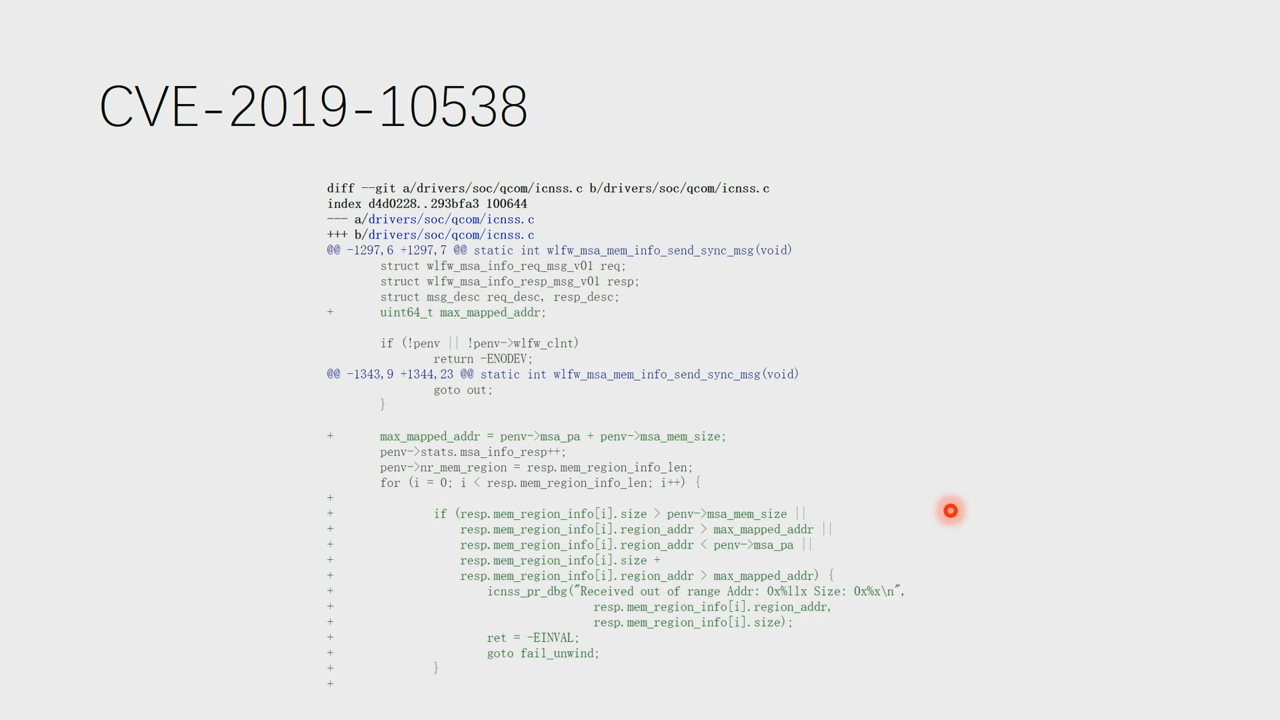 CVE-2019-10538
diff --git a/drivers/soc/qcom/icnss.c b/drivers/soc/qcom/icnss.c
index d4d0228..293bfa3 100644
--- a/drivers/soc/qcom/icnss.c
+++ b/drivers/soc/qcom/icnss.c
@@ -1297,6 +1297,7 @@ static int wlfw_msa_mem_info_send_sync_msg(void)
struct wlfw_msa_info_req_msg_v01 req;
struct wlfw_msa_info_resp_msg_v01 resp;
struct msg_desc req_desc, resp_desc;
+ uint64_t max_mapped_addr;
if (!penv || !penv->wlfw_clnt)
return -ENODEV;
@@ -1343,9 +1344,23 @@ static int wlfw_msa_mem_info_send_sync_msg(void)
goto out;
}
+ max_mapped_addr = penv->msa_pa + penv->msa_mem_size;
penv->stats.msa_info_resp++;
penv->nr_mem_region = resp.mem_region_info_len;
for (i = 0; i < resp.mem_region_info_len; i++) {
+
+ if (resp.mem_region_info[i].size > penv->msa_mem_size ||
+ resp.mem_region_info[i].region_addr > max_mapped_addr ||
+ resp.mem_region_info[i].region_addr < penv->msa_pa ||
+ resp.mem_region_info[i].size +
+ resp.mem_region_info[i].region_addr > max_mapped_addr) {
+ icnss_pr_dbg("Received out of range Addr: 0x%llx Size: 0x%x\n",
+ resp.mem_region_info[i].region_addr,
+ resp.mem_region_info[i].size);
+ ret = -EINVAL;
+ goto fail_unwind;
+ }
+